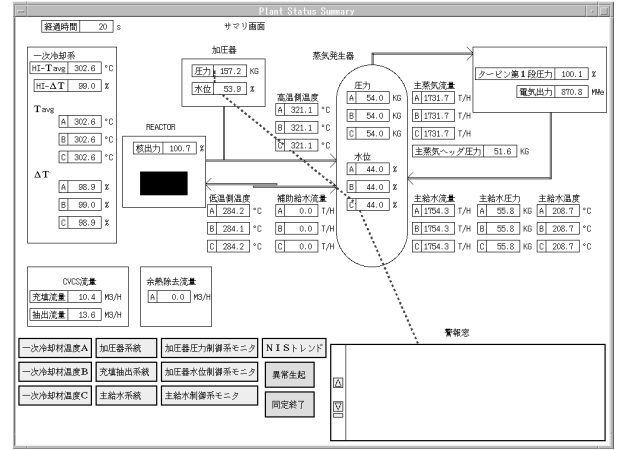 Plant Status Summary
経過時間 20 s
サマリ画面
一次冷却系
HI-Tavg 302.6 °C
HI-ΔT 99.0 %
Tavg
A 302.6 °C
B 302.6 °C
C 302.6 °C
ΔT
A 98.9 %
B 99.0 %
C 98.9 %
REACTOR
核出力 100.7 %
加圧器
圧力 157.2 KG
水位 53.9 %
高温側温度
A 321.1 °C
B 321.1 °C
C 321.1 °C
蒸気発生器
圧力
A 54.0 KG
B 54.0 KG
C 54.0 KG
水位
A 44.0 %
B 44.0 %
C 44.0 %
主蒸気流量
A 1731.7 T/H
B 1731.7 T/H
C 1731.7 T/H
主蒸気ヘッダ圧力 51.6 KG
タービン第1段圧力 100.1 %
電気出力 870.8 MWe
低温側温度
A 284.2 °C
B 284.1 °C
C 284.2 °C
補助給水流量
A 0.0 T/H
B 0.0 T/H
C 0.0 T/H
主給水流量
A 1754.3 T/H
B 1754.3 T/H
C 1754.3 T/H
主給水圧力
A 55.8 KG
B 55.8 KG
C 55.8 KG
主給水温度
A 208.7 °C
B 208.7 °C
C 208.7 °C
CVCS流量
充填流量 10.4 M3/H
抽出流量 13.6 M3/H
余熱除去流量
A 0.0 M3/H
警報窓
一次冷却材温度A 加圧器系統 加圧器圧力制御系モニタ NISトレンド
一次冷却材温度B 充填抽出系統 加圧器水位制御系モニタ 異常生起
一次冷却材温度C 主給水系統 主給水制御系モニタ 同定終了